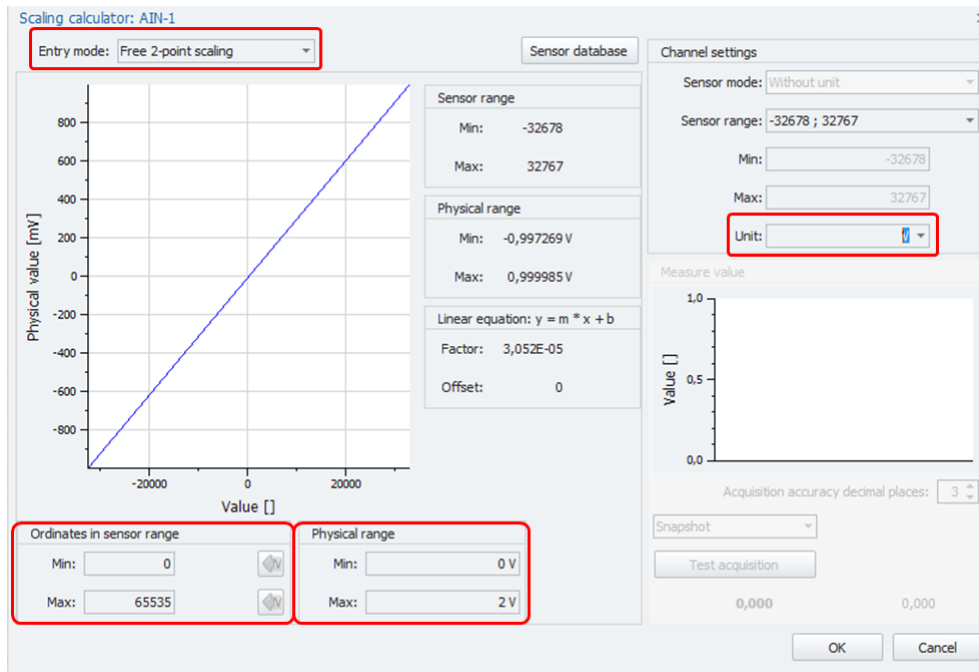 Scaling calculator: AIN-1
Entry mode: Free 2-point scaling
Sensor database
Physical value [mV]
800
600
400
200
0
-200
-400
-600
-800
-20000 0 20000
Value []
Sensor range
Min: -32678
Max: 32767
Physical range
Min: -0,997269 V
Max: 0,999985 V
Linear equation: y = m * x + b
Factor: 3,052E-05
Offset: 0
Ordinates in sensor range
Min: 0
Max: 65535
Physical range
Min: 0 V
Max: 2 V
Channel settings
Sensor mode: Without unit
Sensor range: -32678 ; 32767
Min: -32678
Max: 32767
Unit: V
Measure value
Value []
1,0
0,5
0,0
Acquisition accuracy decimal places: 3
Snapshot
Test acquisition
0,000 0,000
OK Cancel